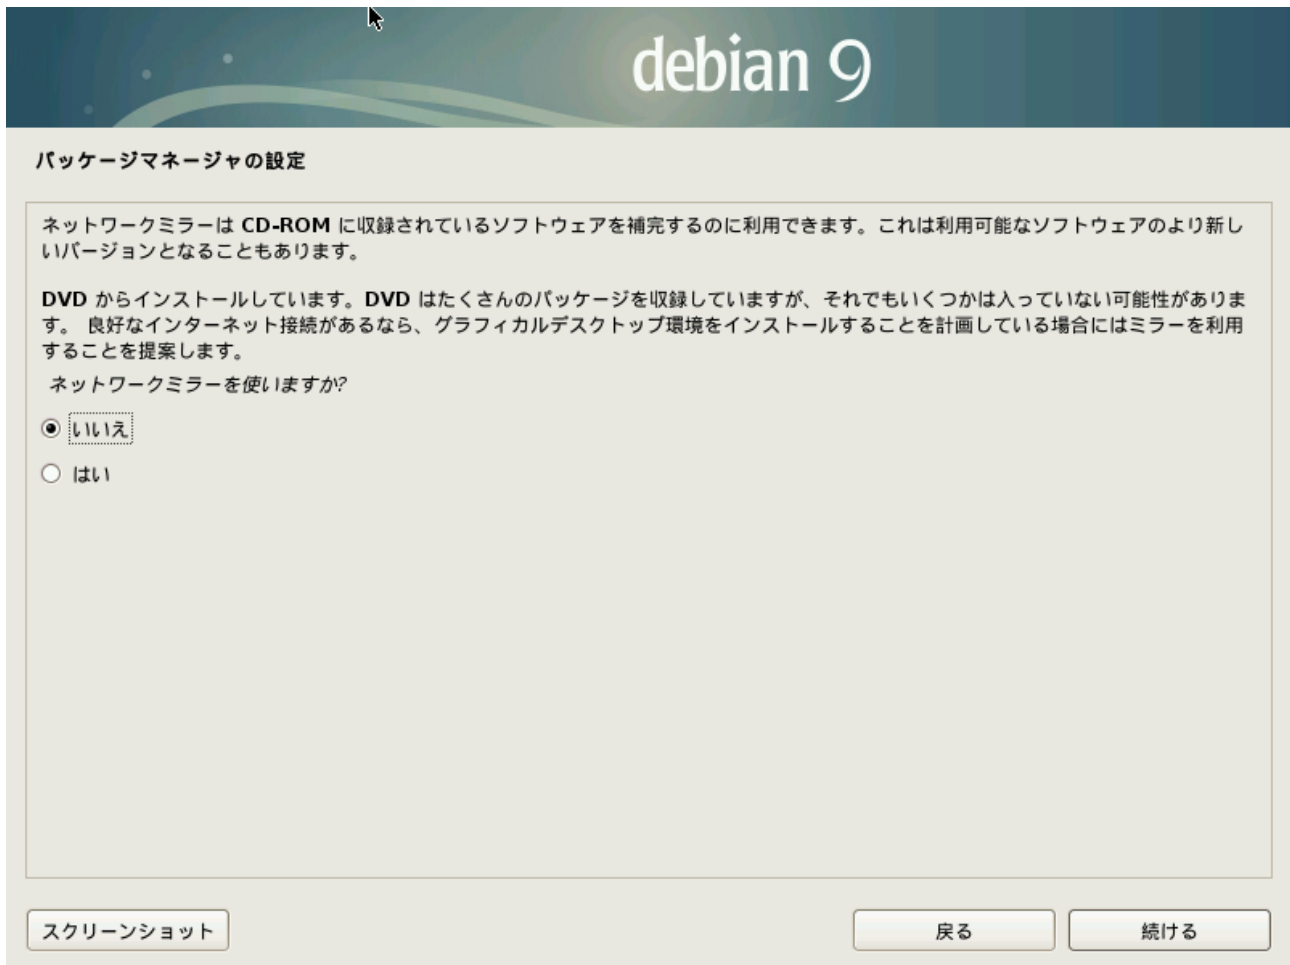 debian 9
パッケージマネージャの設定
ネットワークミラーは CD-ROM に収録されているソフトウェアを補完するのに利用できます。これは利用可能なソフトウェアのより新し
いバージョンとなることもあります。
DVD からインストールしています。DVD はたくさんのパッケージを収録していますが、それでもいくつかは入っていない可能性がありま
す。 良好なインターネット接続があるなら、グラフィカルデスクトップ環境をインストールすることを計画している場合にはミラーを利用
することを提案します。
ネットワークミラーを使いますか?
いいえ
はい
スクリーンショット
戻る
続ける